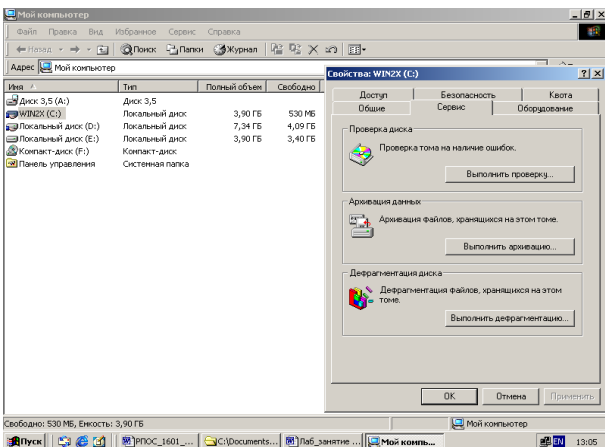 Мой компьютер
Файл Правка Вид Избранное Сервис Справка
Назад Поиск Папки Журнал
Адрес Мой компьютер
Имя Тип Полный объем Свободно
Диск 3,5 (A:) Диск 3,5
WIN2X (C:) Локальный диск 3,90 ГБ 530 МБ
Локальный диск (D:) Локальный диск 7,34 ГБ 4,09 ГБ
Локальный диск (E:) Локальный диск 3,90 ГБ 3,40 ГБ
Компакт-диск (F:) Компакт-диск
Панель управления Системная папка
Свойства: WIN2X (C:)
Доступ Безопасность Квота
Общие Сервис Оборудование
Проверка диска
Проверка тома на наличие ошибок.
Выполнить проверку...
Архивация данных
Архивация файлов, хранящихся на этом томе.
Выполнить архивацию...
Дефрагментация диска
Дефрагментация файлов, хранящихся на этом
томе.
Выполнить дефрагментацию...
OK Отмена Применить
Свободно: 530 МБ, Емкость: 3,90 ГБ Мой компьютер
Пуск РПОС_1601_... C:\Documents... Лаб_занятие ... Мой компь... EN 13:05